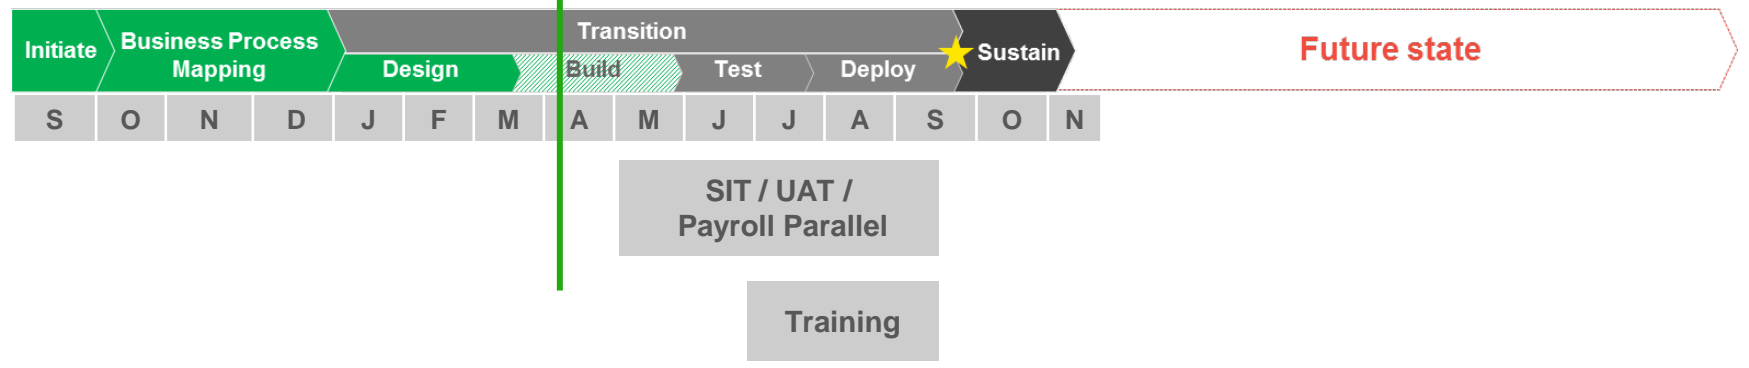 Transition
Initiate
Business Process
Mapping
Sustain
Future state
Design
Build
Test
Deploy
S O N D J F M A M J J A S O N
SIT / UAT /
Payroll Parallel
Training